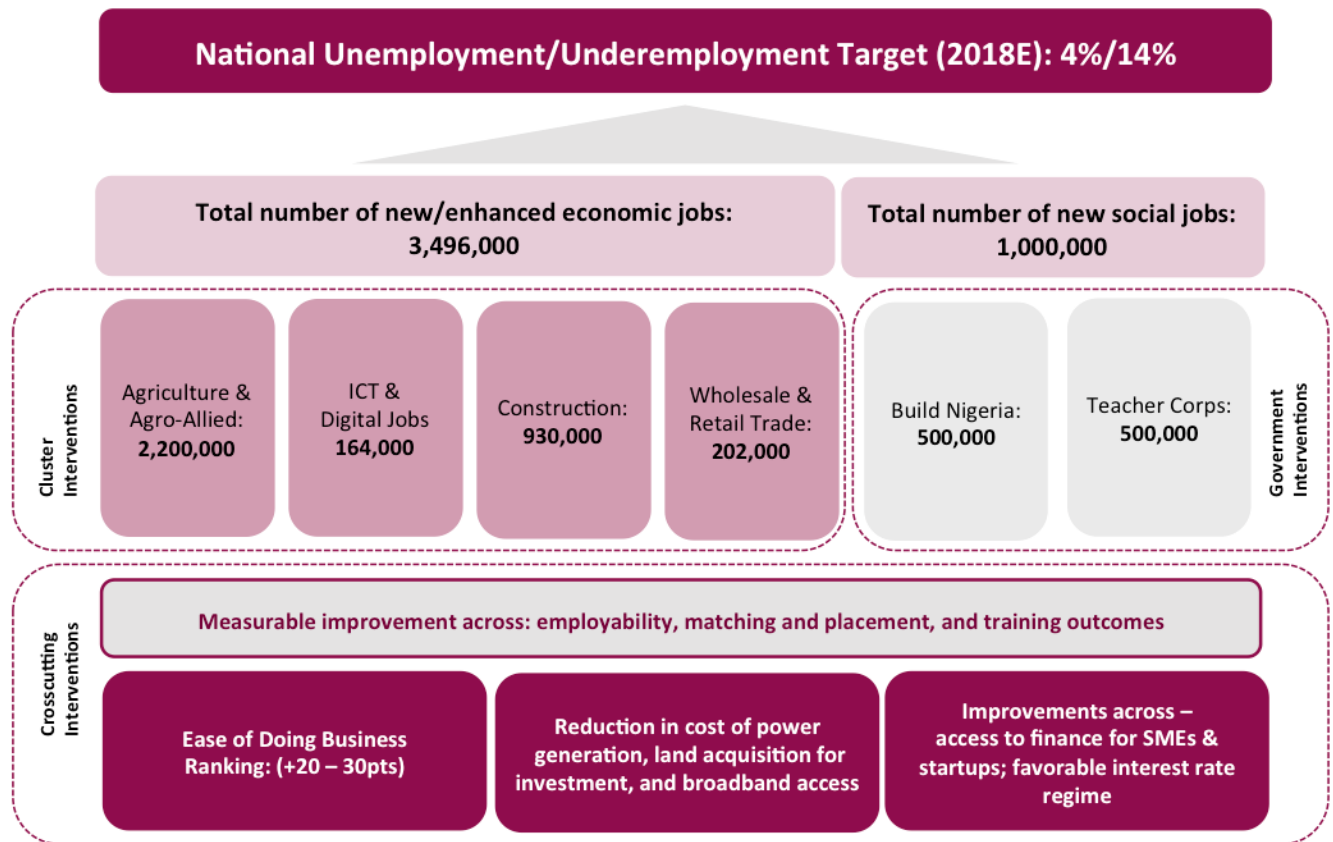 National Unemployment/Underemployment Target (2018E): 4%/14%
Total number of new/enhanced economic jobs:
3,496,000
Total number of new social jobs:
1,000,000
Cluster
Interventions
Agriculture &
Agro-Allied:
2,200,000
ICT &
Digital Jobs
164,000
Construction:
930,000
Wholesale &
Retail Trade:
202,000
Build Nigeria:
500,000
Teacher Corps:
500,000
Government
Interventions
Crosscutting
Interventions
Measurable improvement across: employability, matching and placement, and training outcomes
Ease of Doing Business
Ranking: (+20 – 30pts)
Reduction in cost of power
generation, land acquisition for
investment, and broadband access
Improvements across –
access to finance for SMEs &
startups; favorable interest rate
regime